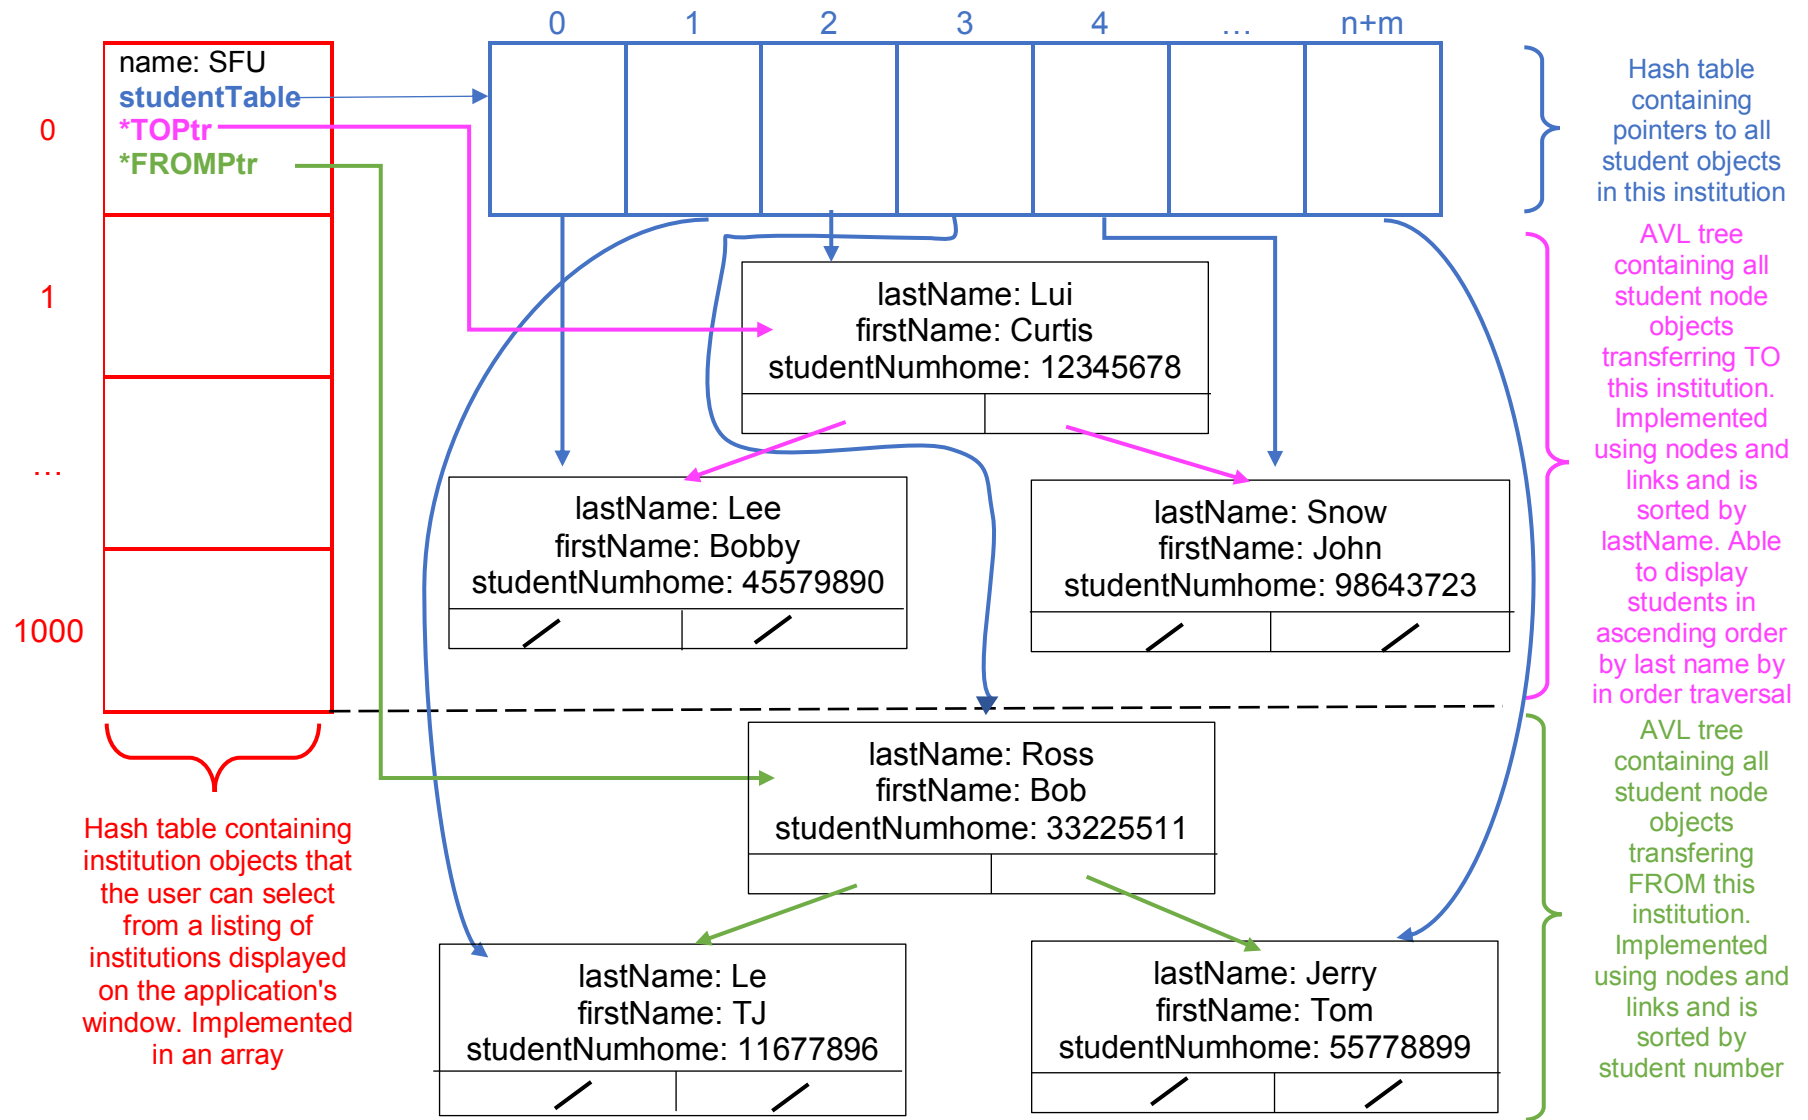 0 1 2 3 4 … n+m
name: SFU
studentTable
*TOPtr
*FROMPtr
0
1
…
1000
Hash table
containing
pointers to all
student objects
in this institution
lastName: Lui
firstName: Curtis
studentNumhome: 12345678
lastName: Lee
firstName: Bobby
studentNumhome: 45579890
lastName: Snow
firstName: John
studentNumhome: 98643723
AVL tree
containing all
student node
objects
transferring TO
this institution.
Implemented
using nodes and
links and is
sorted by
lastName. Able
to display
students in
ascending order
by last name by
in order traversal
lastName: Ross
firstName: Bob
studentNumhome: 33225511
lastName: Le
firstName: TJ
studentNumhome: 11677896
lastName: Jerry
firstName: Tom
studentNumhome: 55778899
AVL tree
containing all
student node
objects
transfering
FROM this
institution.
Implemented
using nodes and
links and is
sorted by
student number
Hash table containing
institution objects that
the user can select
from a listing of
institutions displayed
on the application's
window. Implemented
in an array